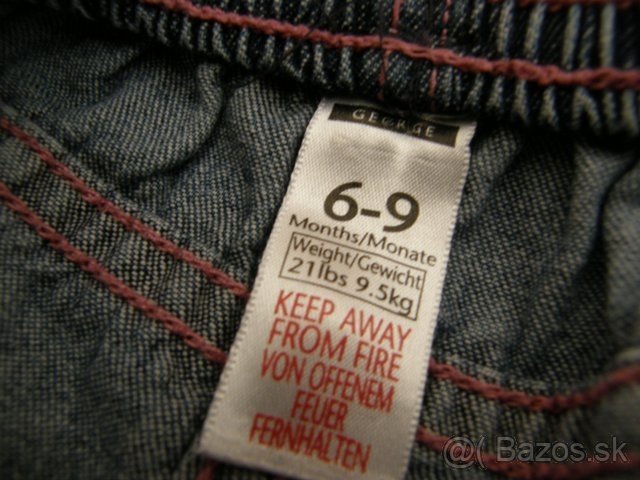 GEORGE
6-9
Months/Monate
Weight/Gewicht
21lbs 9.5kg
KEEP AWAY
FROM FIRE
VON OFFENEM
FEUER
FERNHALTEN
@( Bazos.sk